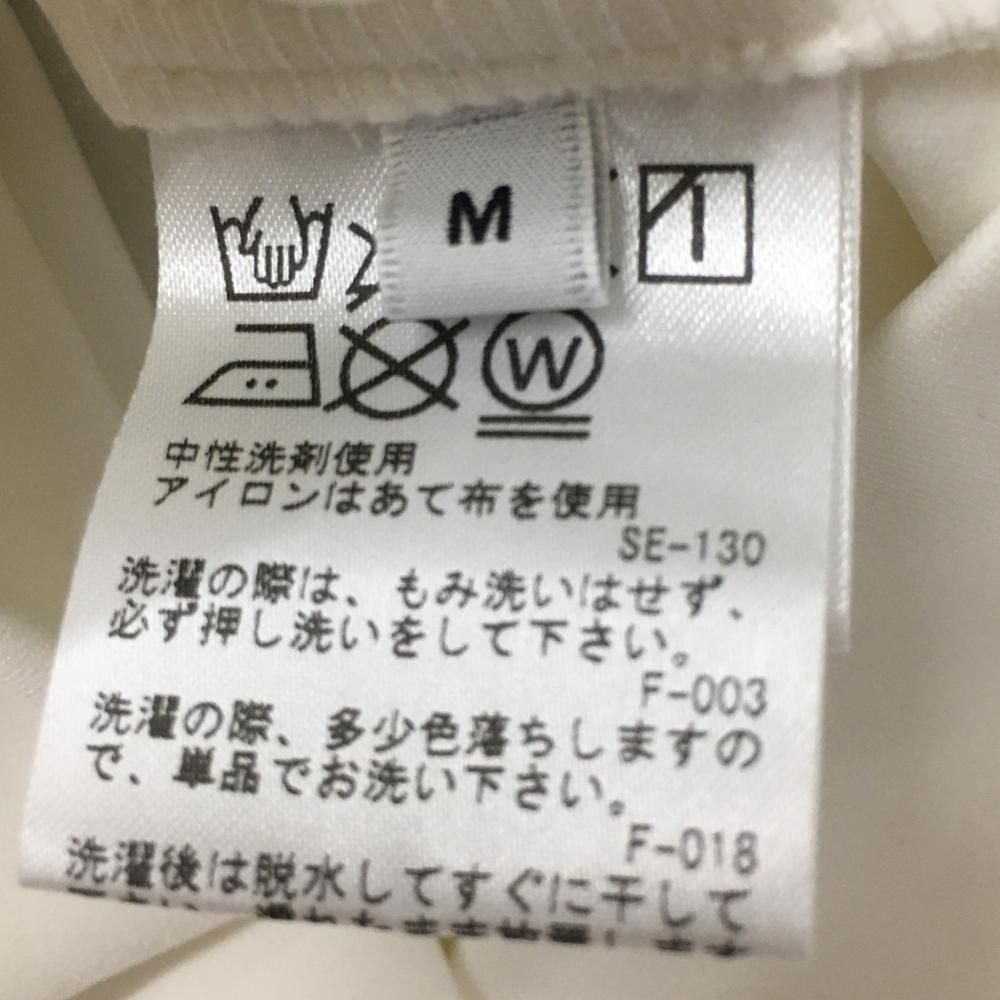 M
W
中性洗剤使用
アイロンはあて布を使用
SE-130
洗濯の際は、もみ洗いはせず、
必ず押し洗いをして下さい。
F-003
洗濯の際、多少色落ちしますの
で、単品でお洗い下さい。
F-018
洗濯後は脱水してすぐに干して